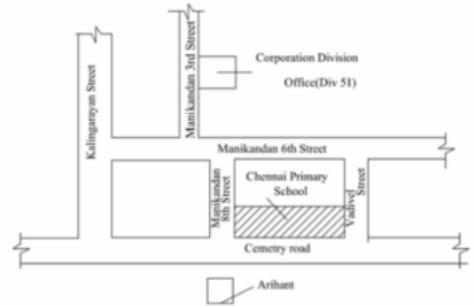 Kalingarayan Street
Manikandan 3rd Street
Corporation Division
Office(Div 51)
Manikandan 6th Street
Manikandan
8th Street
Chennai Primary
School
Vadivel
Street
Cemetry road
Arihant